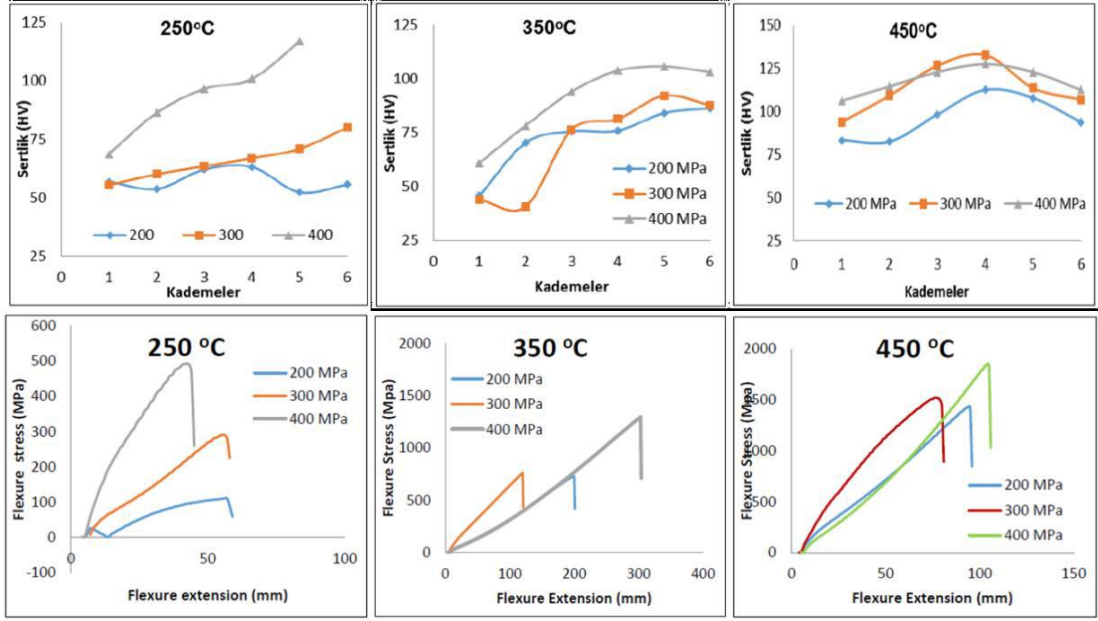 250°C
125
100
75
50
25
Sertlik (HV)
200 300 400
0 1 2 3 4 5 6
Kademeler
350°C
125
100
75
50
25
Sertlik (HV)
200 MPa
300 MPa
400 MPa
0 1 2 3 4 5 6
Kademeler
450°C
150
125
100
75
50
25
Sertlik (HV)
200 MPa 300 MPa 400 MPa
0 1 2 3 4 5 6
Kademeler
250 °C
600
500
400
300
200
100
0
-100
Flexure stress (MPa)
200 MPa
300 MPa
400 MPa
0 50 100
Flexure extension (mm)
350 °C
2000
1500
1000
500
0
Flexure stress (MPa)
200 MPa
300 MPa
400 MPa
0 100 200 300 400
Flexure Extension (mm)
450 °C
2000
1500
1000
500
0
Flexure Stress (Mpa)
200 MPa
300 MPa
400 MPa
0 50 100 150
Flexure Extension (mm)